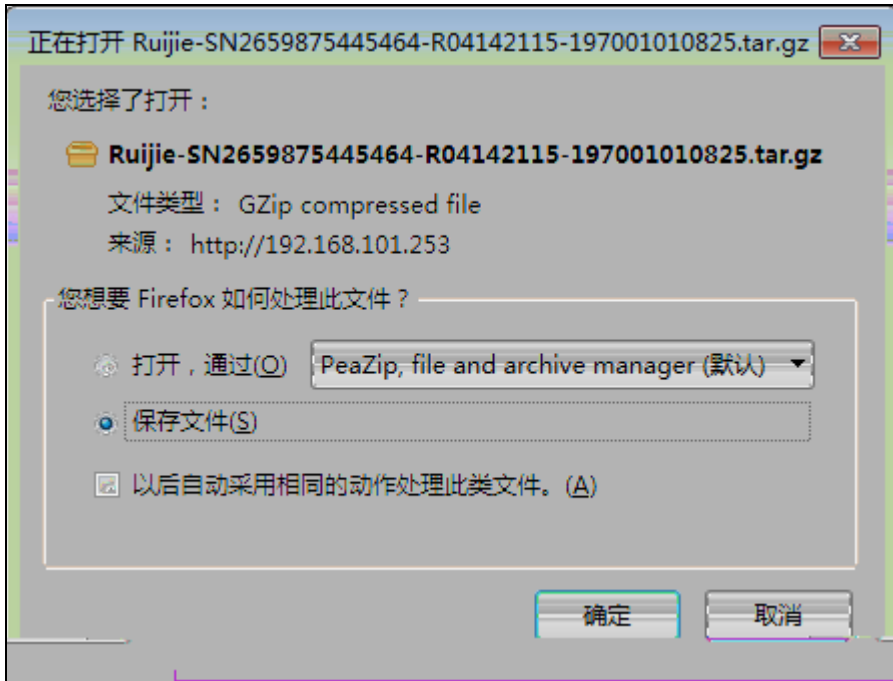 正在打开 Ruijie-SN2659875445464-R04142115-197001010825.tar.gz
您选择了打开：
Ruijie-SN2659875445464-R04142115-197001010825.tar.gz
文件类型： GZip compressed file
来源： http://192.168.101.253
您想要 Firefox 如何处理此文件？
打开，通过(O) PeaZip, file and archive manager (默认)
保存文件(S)
以后自动采用相同的动作处理此类文件。(A)
确定 取消